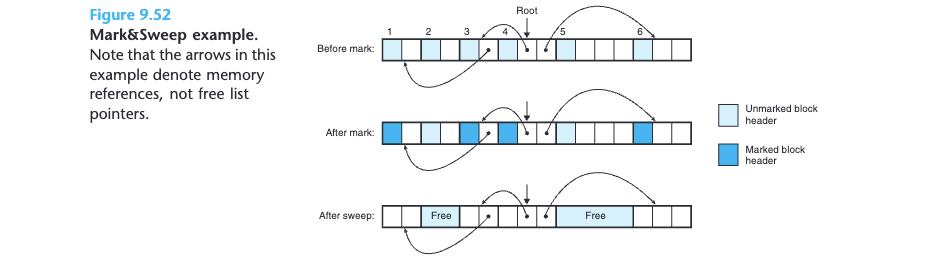 Figure 9.52
Mark&Sweep example.
Note that the arrows in this
example denote memory
references, not free list
pointers.
Root
1 2 3 4 5 6
Before mark:
After mark:
Unmarked block
header
Marked block
header
After sweep:
Free Free